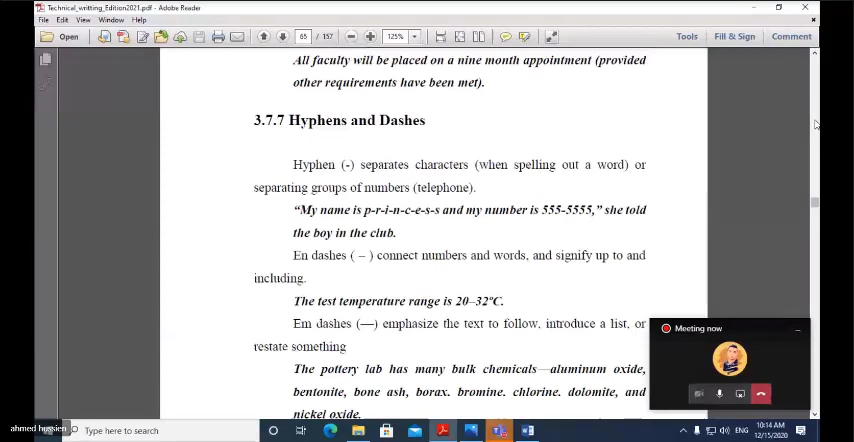 Technical_writting_Edition2021.pdf - Adobe Reader
File Edit View Window Help
Open
65 / 157
125%
Tools
Fill & Sign
Comment
All faculty will be placed on a nine month appointment (provided
other requirements have been met).
3.7.7 Hyphens and Dashes
Hyphen (-) separates characters (when spelling out a word) or
separating groups of numbers (telephone).
“My name is p-r-i-n-c-e-s-s and my number is 555-5555,” she told
the boy in the club.
En dashes ( – ) connect numbers and words, and signify up to and
including.
The test temperature range is 20–32ºC.
Em dashes (—) emphasize the text to follow, introduce a list, or
restate something
The pottery lab has many bulk chemicals—aluminum oxide,
bentonite, bone ash, borax, bromine, chlorine, dolomite, and
nickel oxide.
Meeting now
ahmed hussien
Type here to search
ENG
10:14 AM
12/15/2020